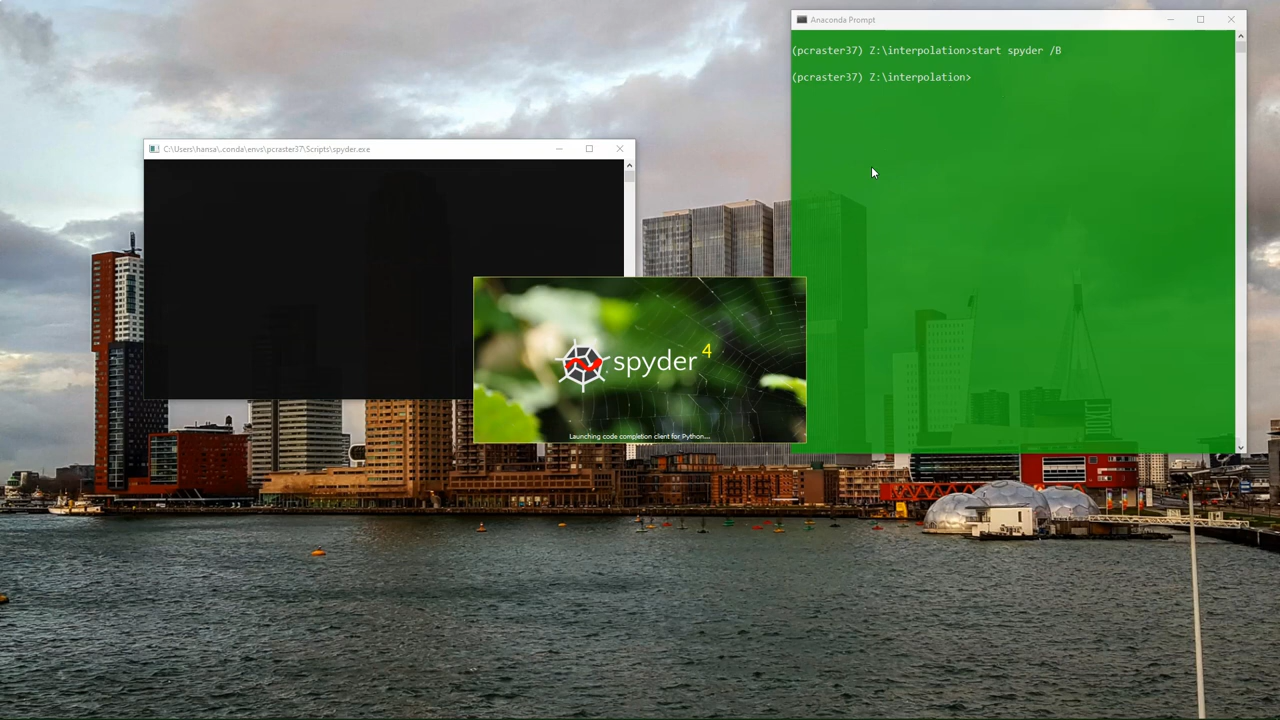 Anaconda Prompt
(pcraster37) Z:\interpolation>start spyder /B
(pcraster37) Z:\interpolation>
C:\Users\hansa\.conda\envs\pcraster37\Scripts\spyder.exe
spyder 4
Launching code completion client for Python...